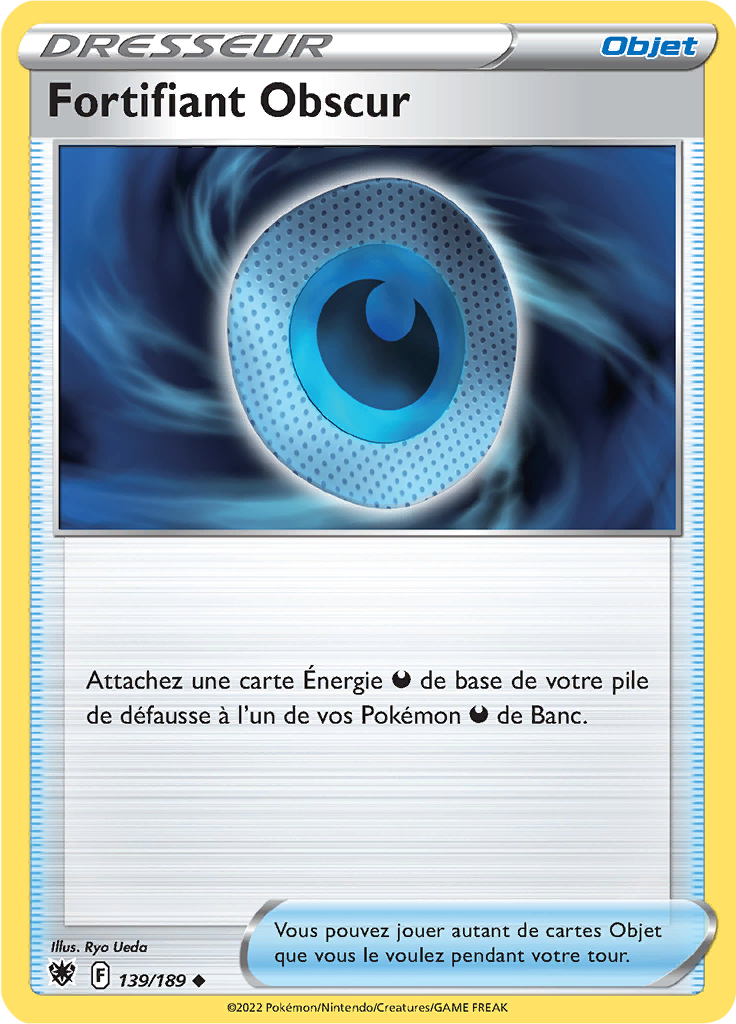 DRESSEUR
Objet
Fortifiant Obscur
Attachez une carte Énergie de base de votre pile
de défausse à l'un de vos Pokémon de Banc.
Vous pouvez jouer autant de cartes Objet
que vous le voulez pendant votre tour.
Illus. Ryo Ueda
F 139/189
©2022 Pokémon/Nintendo/Creatures/GAME FREAK